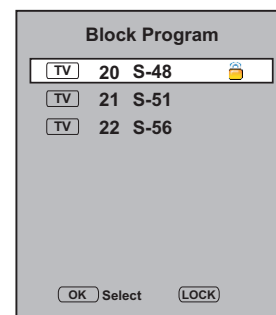 Block Program
TV 20 S-48
TV 21 S-51
TV 22 S-56
OK Select LOCK